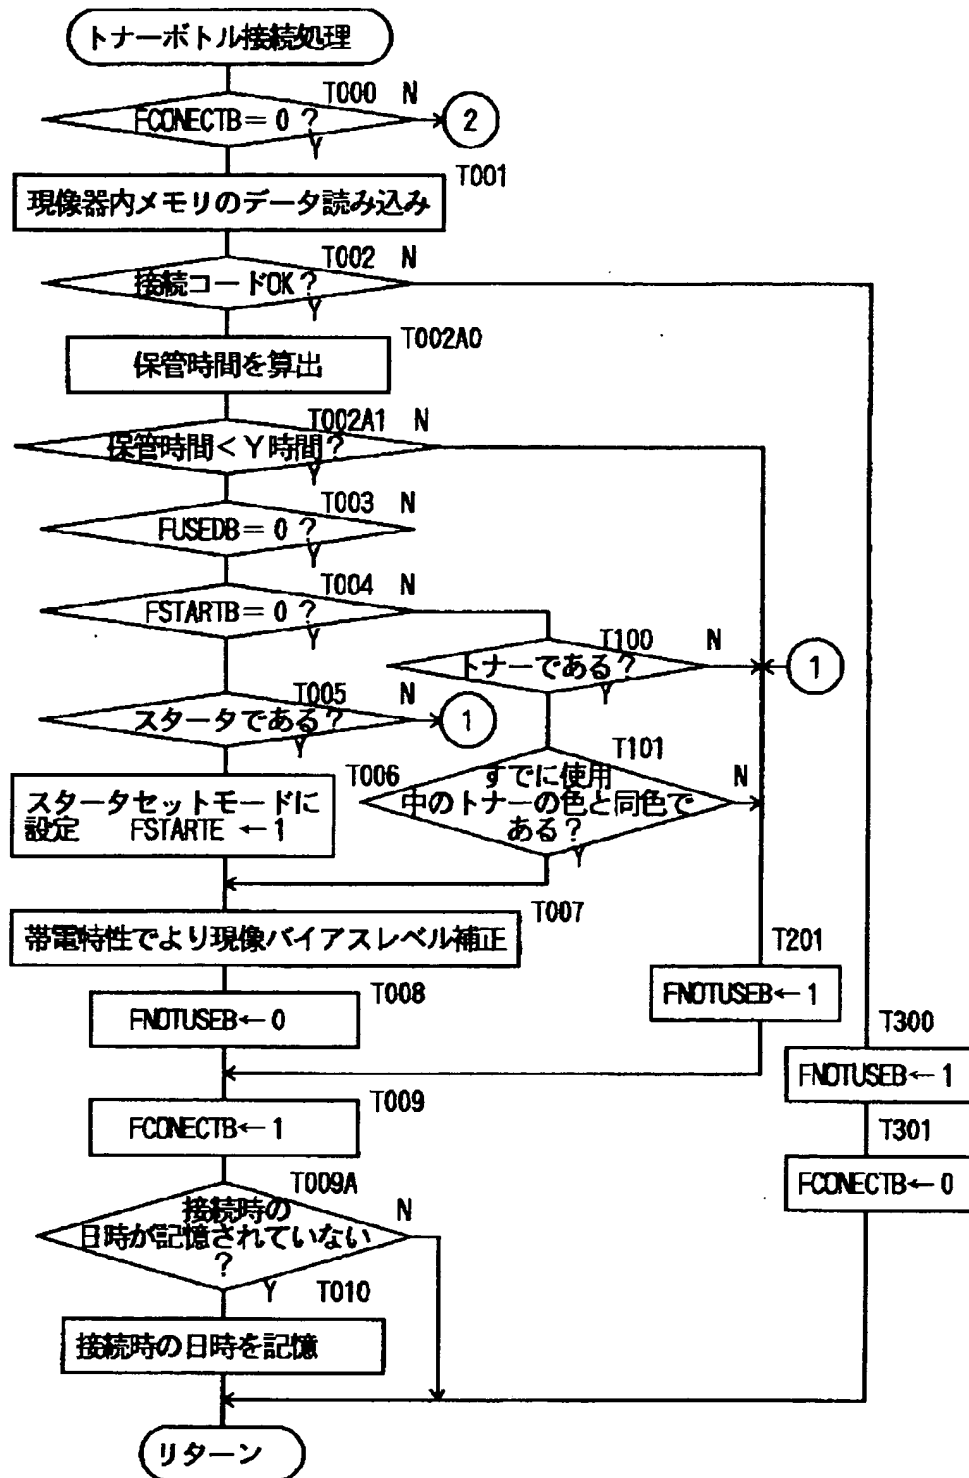 トナーボトル接続処理
T000 N
FCONECTB=0?
Y
2
T001
現像器内メモリのデータ読み込み
T002 N
接続コードOK?
Y
T002A0
保管時間を算出
T002A1 N
保管時間<Y時間?
Y
T003 N
FUSEDB=0?
Y
T004 N
FSTARTB=0?
Y
T100 N
トナーである?
Y
1
T005 N
スタータである?
Y
1
T006
スタータセットモードに
設定 FSTARTE ←1
T101
すでに使用
中のトナーの色と同色で
ある?
N
Y
T007
帯電特性でより現像バイアスレベル補正
T008
FNOTUSEB←0
T201
FNOTUSEB←1
T300
FNOTUSEB←1
T009
FCONECTB←1
T301
FCONECTB←0
T009A
接続時の
日時が記憶されていない
?
N
Y
T010
接続時の日時を記憶
リターン